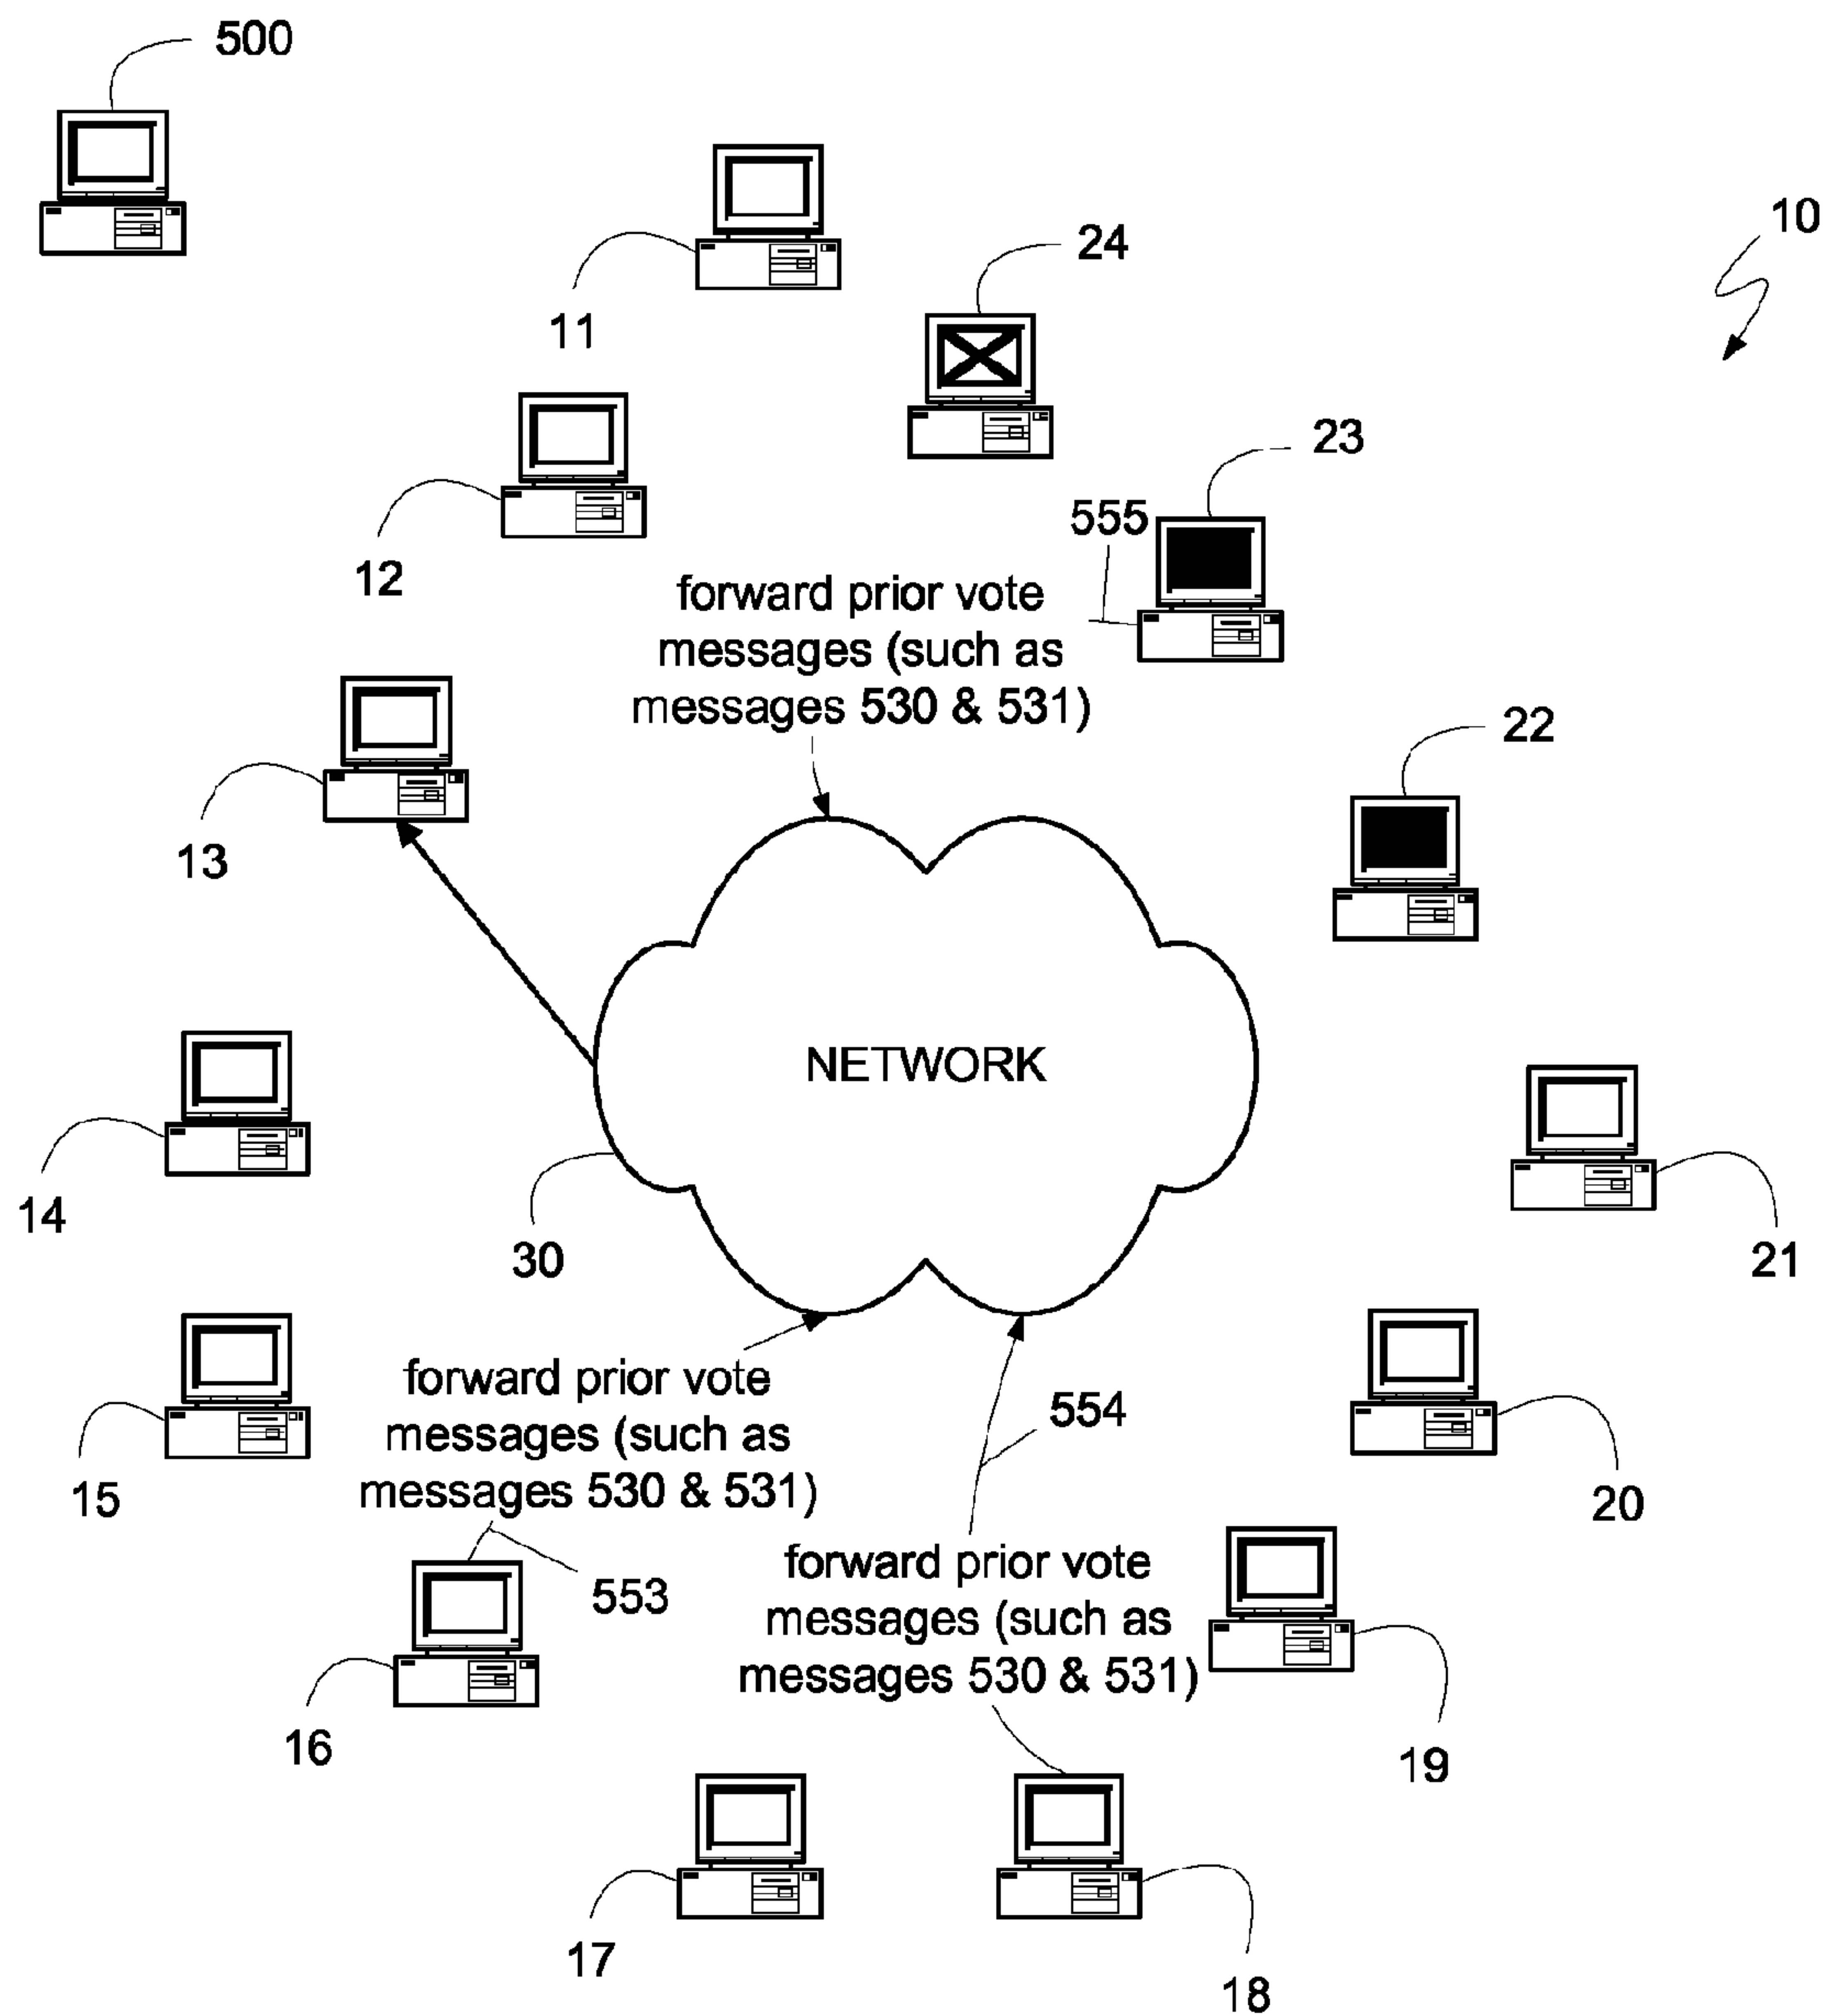 500
10
24
11
23
555
12
forward prior vote
messages (such as
messages 530 & 531)
22
13
NETWORK
14
30
21
forward prior vote
messages (such as
messages 530 & 531)
554
15
20
forward prior vote
messages (such as
messages 530 & 531)
553
16
19
17
18